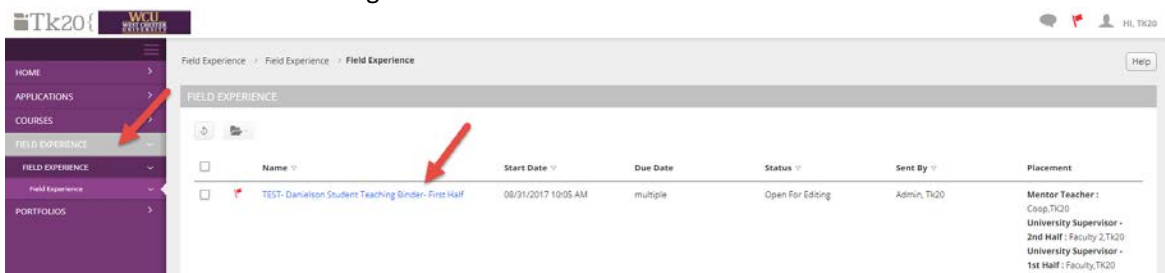 Tk20{
WCU
WEST CHESTER
UNIVERSITY
HI, TK20
HOME
APPLICATIONS
COURSES
FIELD EXPERIENCE
FIELD EXPERIENCE
Field Experience
PORTFOLIOS
Field Experience > Field Experience > Field Experience
Help
FIELD EXPERIENCE
Name Start Date Due Date Status Sent By Placement
TEST- Danielson Student Teaching Binder- First Half 08/31/2017 10:05 AM multiple Open For Editing Admin, Tk20 Mentor Teacher :
Coop,TK20
University Supervisor -
2nd Half : Faculty 2,Tk20
University Supervisor -
1st Half : Faculty,TK20